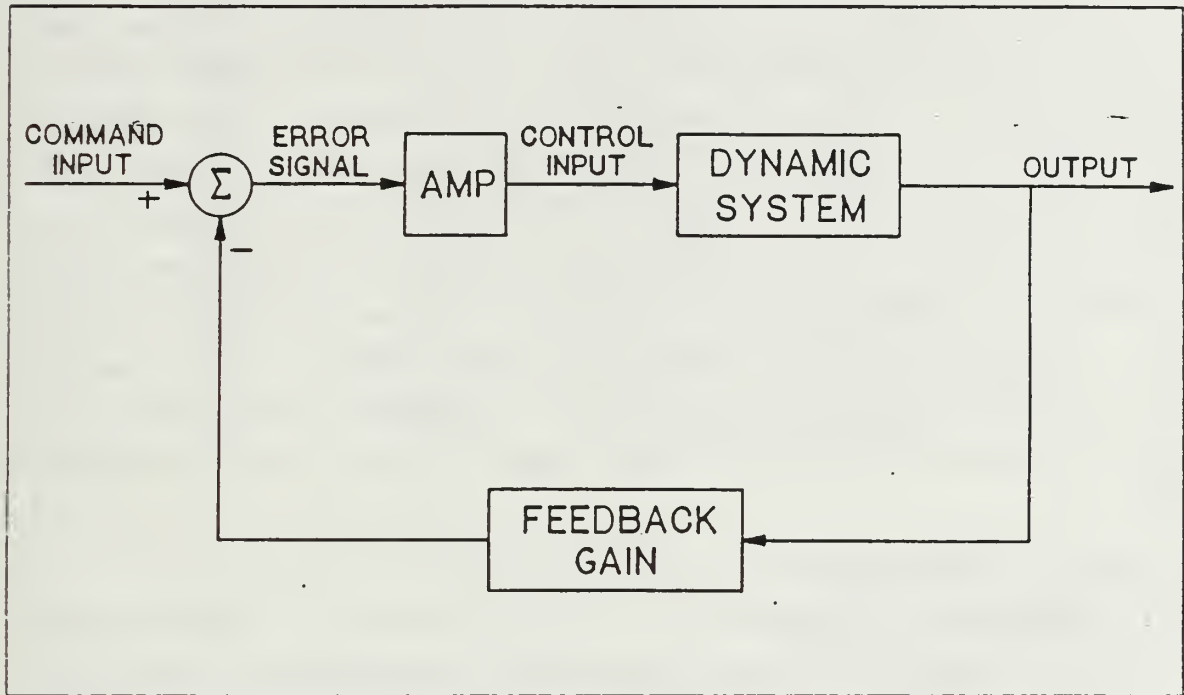 COMMAND
INPUT
+
Σ
−
ERROR
SIGNAL
AMP
CONTROL
INPUT
DYNAMIC
SYSTEM
OUTPUT
FEEDBACK
GAIN